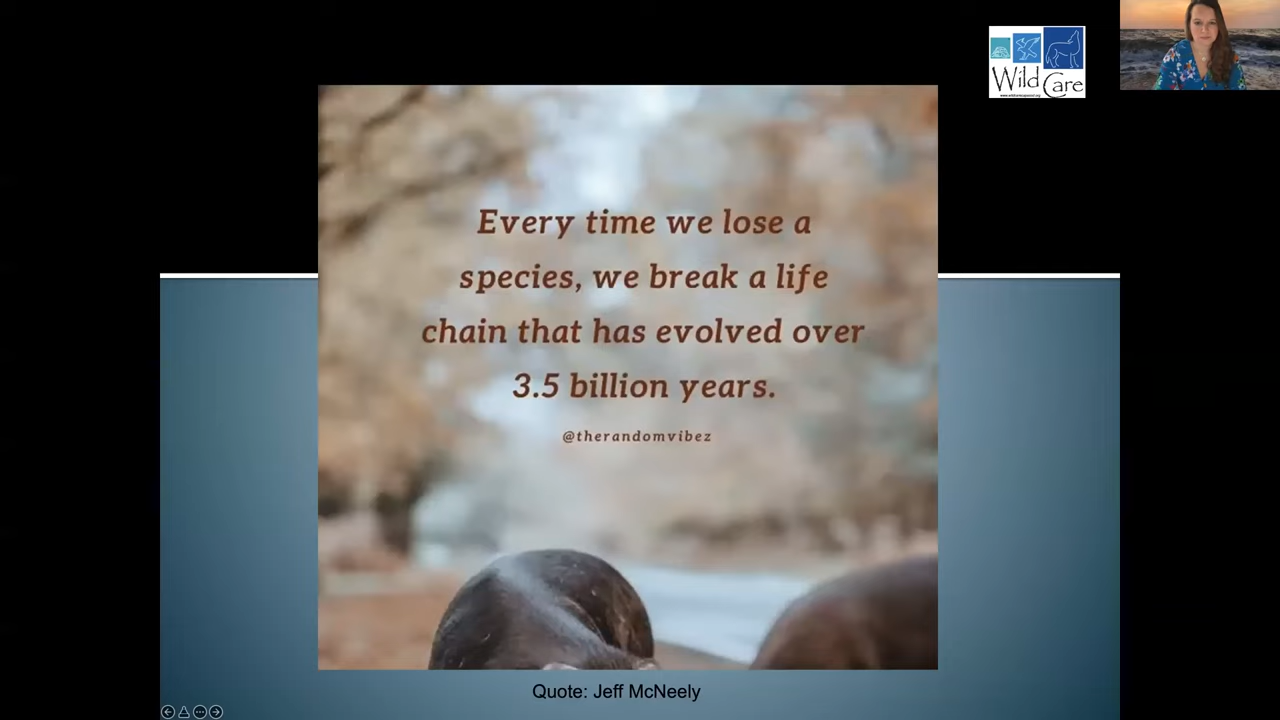 Wild Care
Every time we lose a
species, we break a life
chain that has evolved over
3.5 billion years.
@therandomvibez
Quote: Jeff McNeely